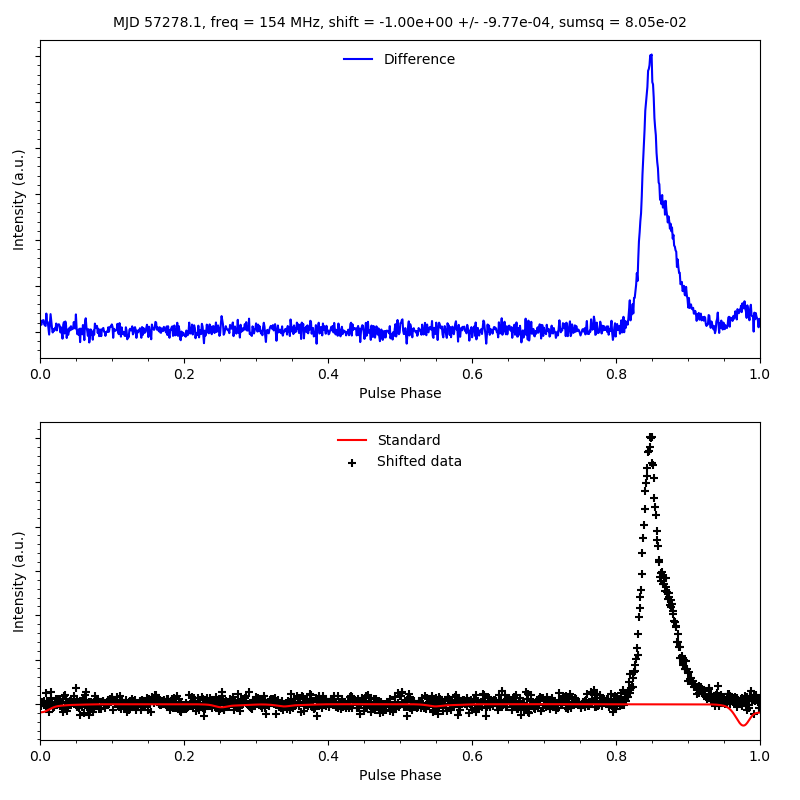 MJD 57278.1, freq = 154 MHz, shift = -1.00e+00 +/- -9.77e-04, sumsq = 8.05e-02
Difference
Intensity (a.u.)
0.0 0.2 0.4 0.6 0.8 1.0
Pulse Phase
Standard
Shifted data
Intensity (a.u.)
0.0 0.2 0.4 0.6 0.8 1.0
Pulse Phase